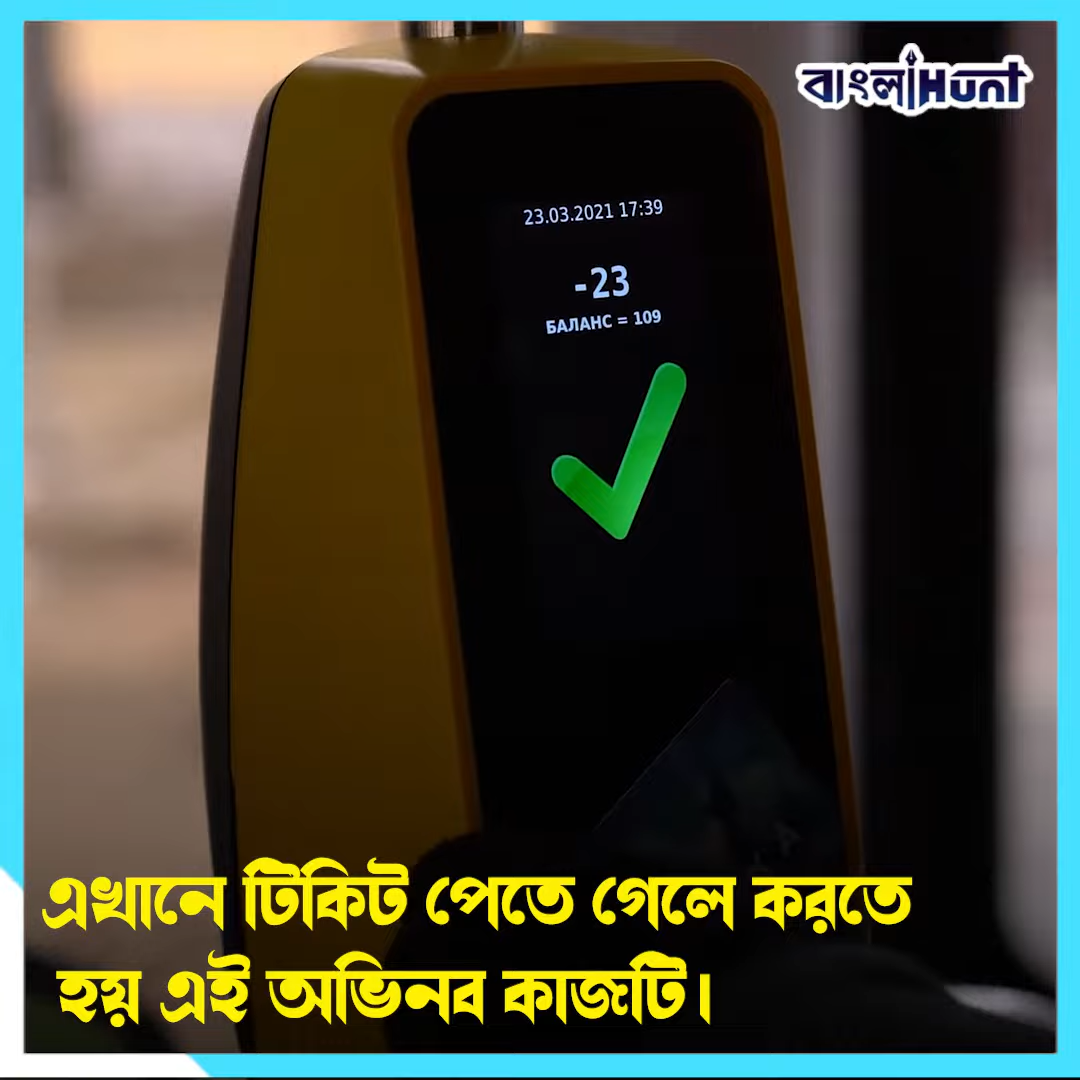 বাংলাHunt
23.03.2021 17:39
-23
БАЛАНС = 109
এখানে টিকিট পেতে গেলে করতে
হয় এই অভিনব কাজটি।